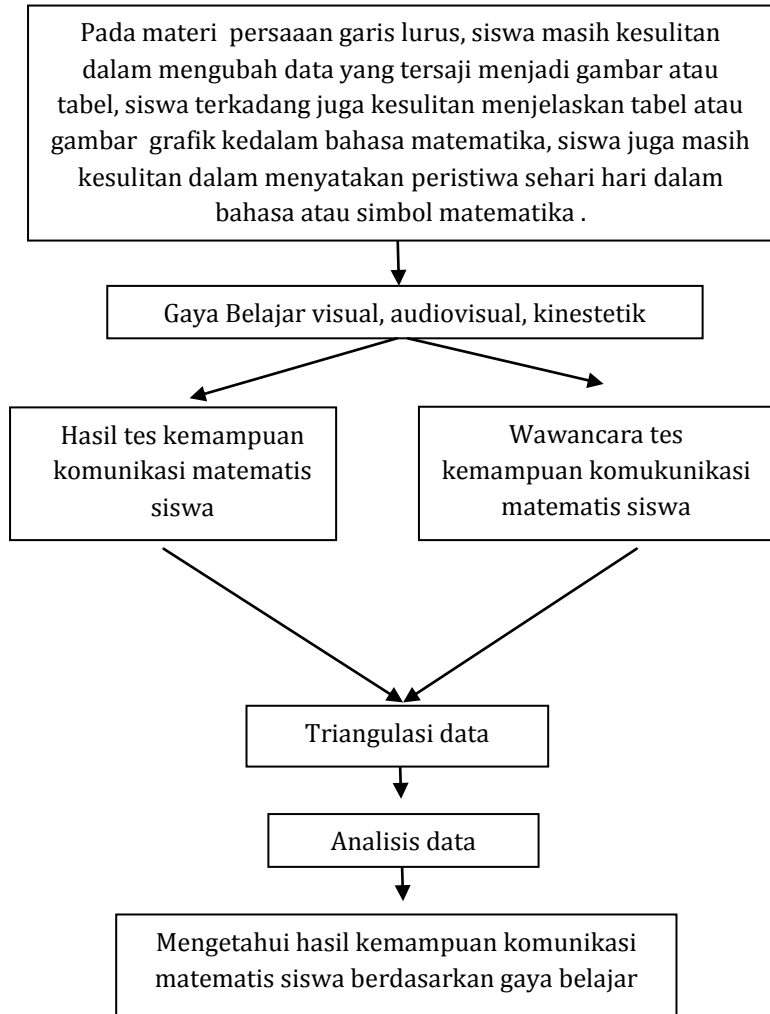 Pada materi persaaan garis lurus, siswa masih kesulitan
dalam mengubah data yang tersaji menjadi gambar atau
tabel, siswa terkadang juga kesulitan menjelaskan tabel atau
gambar grafik kedalam bahasa matematika, siswa juga masih
kesulitan dalam menyatakan peristiwa sehari hari dalam
bahasa atau simbol matematika .
Gaya Belajar visual, audiovisual, kinestetik
Hasil tes kemampuan
komunikasi matematis
siswa
Wawancara tes
kemampuan komukunikasi
matematis siswa
Triangulasi data
Analisis data
Mengetahui hasil kemampuan komunikasi
matematis siswa berdasarkan gaya belajar